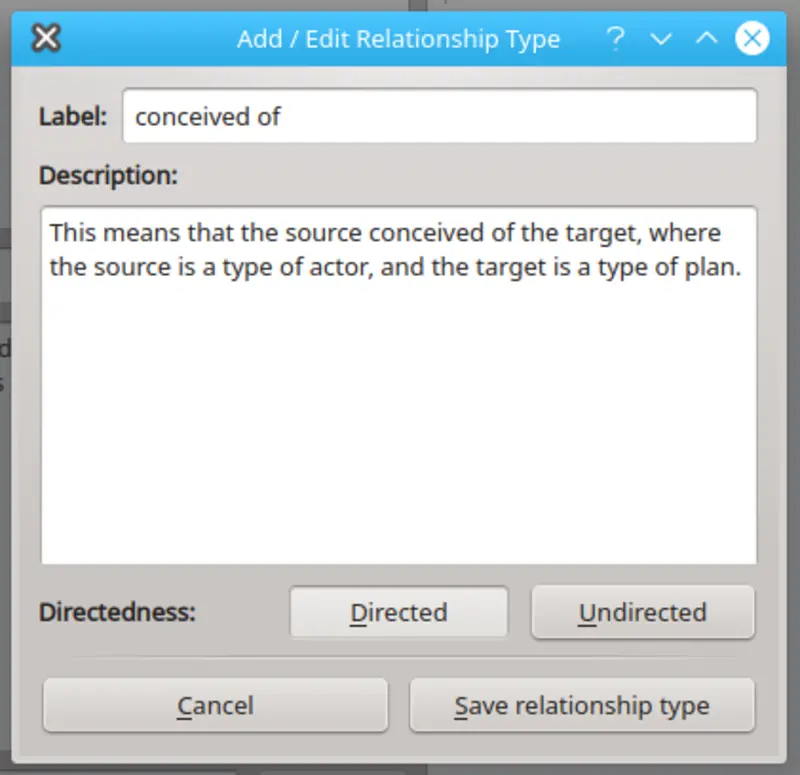 Add / Edit Relationship Type
Label: conceived of
Description:
This means that the source conceived of the target, where
the source is a type of actor, and the target is a type of plan.
Directedness: Directed Undirected
Cancel Save relationship type